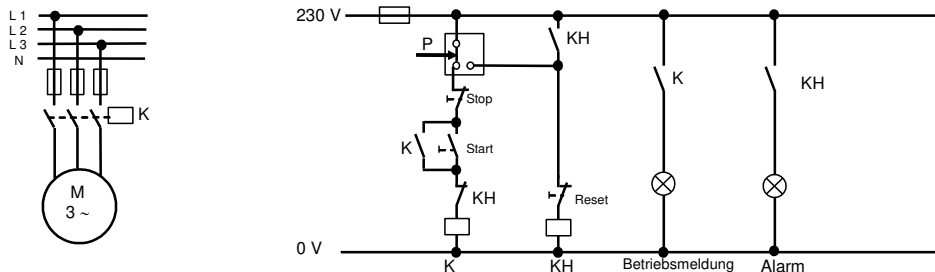 L 1
L 2
L 3
N
K
M
3 ~
230 V
P
KH
Stop
K
Start
KH
Reset
K
KH
0 V
K
KH
Betriebsmeldung
Alarm